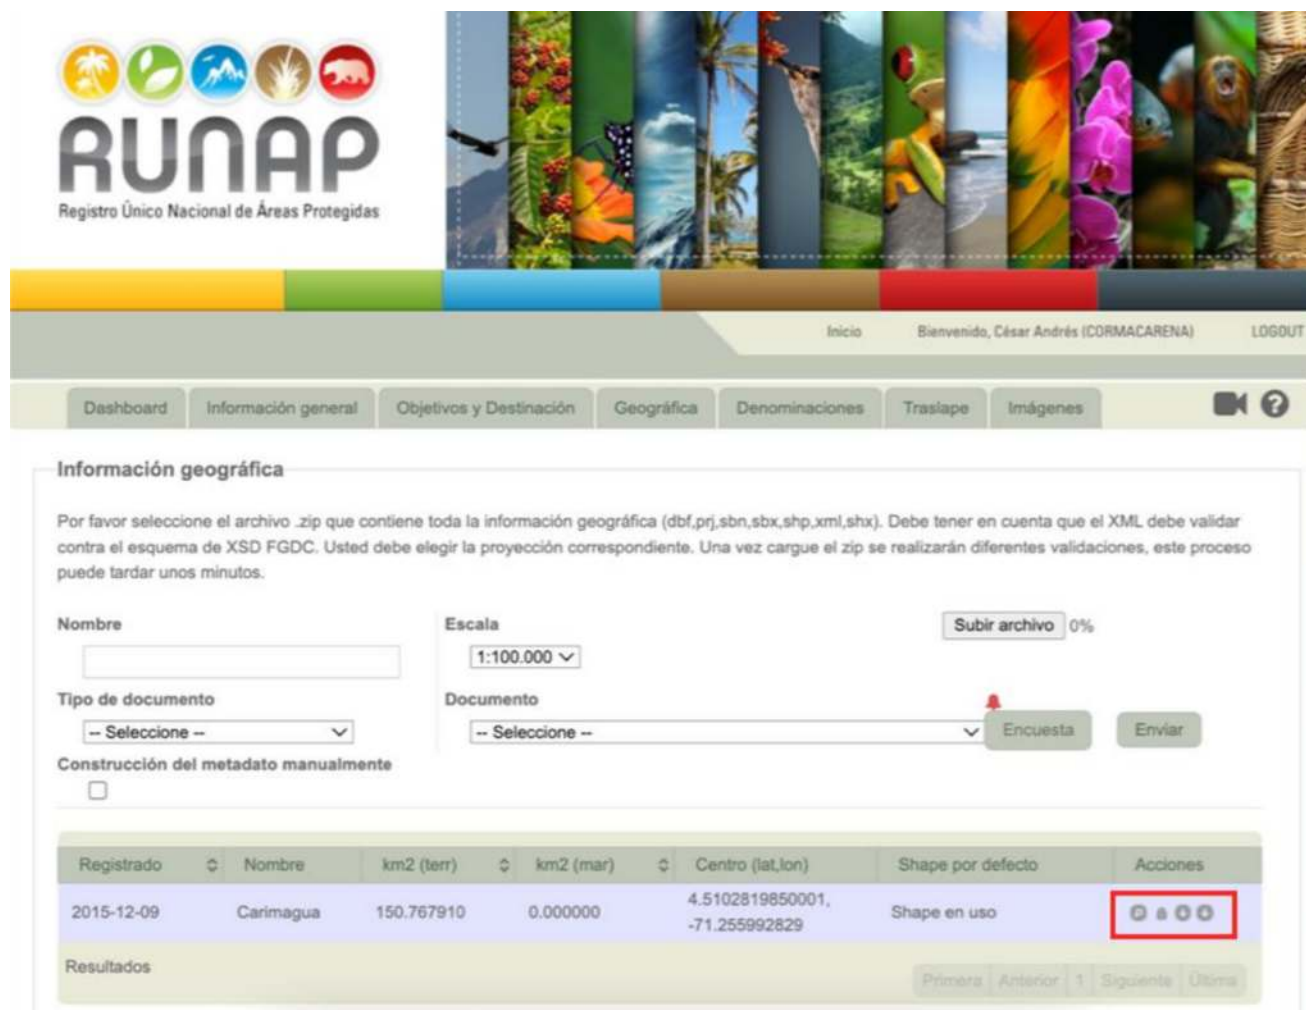 RUNAP
Registro Único Nacional de Áreas Protegidas
Inicio Bienvenido, César Andrés (CORMACARENA) LOGOUT
Dashboard Información general Objetivos y Destinación Geográfica Denominaciones Traslape Imágenes
Información geográfica
Por favor seleccione el archivo .zip que contiene toda la información geográfica (dbf,prj,sbn,sbx,shp,xml,shx). Debe tener en cuenta que el XML debe validar
contra el esquema de XSD FGDC. Usted debe elegir la proyección correspondiente. Una vez cargue el zip se realizarán diferentes validaciones, este proceso
puede tardar unos minutos.
Nombre Escala Subir archivo 0%
1:100.000
Tipo de documento Documento
-- Seleccione -- -- Seleccione -- Encuesta Enviar
Construcción del metadato manualmente
Registrado Nombre km2 (terr) km2 (mar) Centro (lat,lon) Shape por defecto Acciones
2015-12-09 Carimagua 150.767910 0.000000 4.5102819850001, Shape en uso
-71.255992829
Resultados
Primera Anterior 1 Siguiente Última